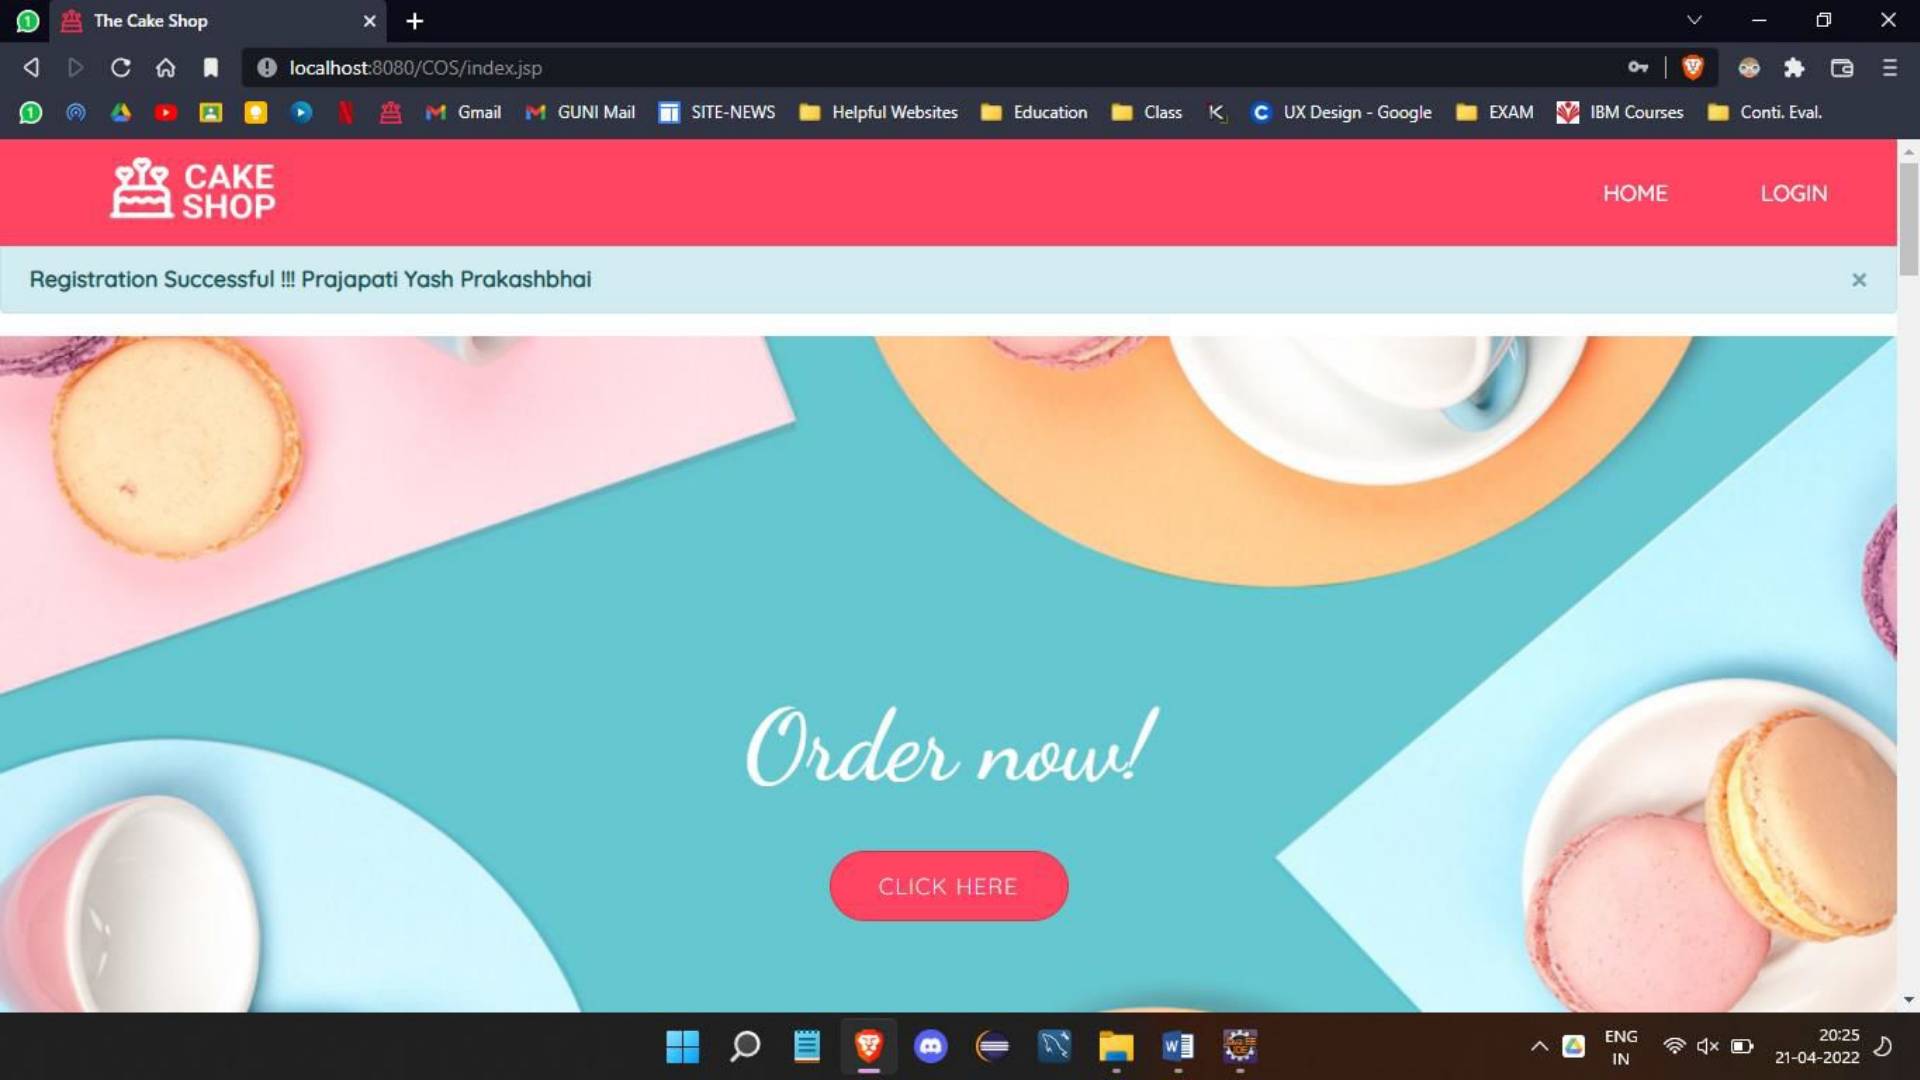 The Cake Shop
localhost:8080/COS/index.jsp
Gmail
GUNI Mail
SITE-NEWS
Helpful Websites
Education
Class
UX Design - Google
EXAM
IBM Courses
Conti. Eval.
CAKE
SHOP
HOME
LOGIN
Registration Successful !!! Prajapati Yash Prakashbhai
Order now!
CLICK HERE
ENG
IN
20:25
21-04-2022